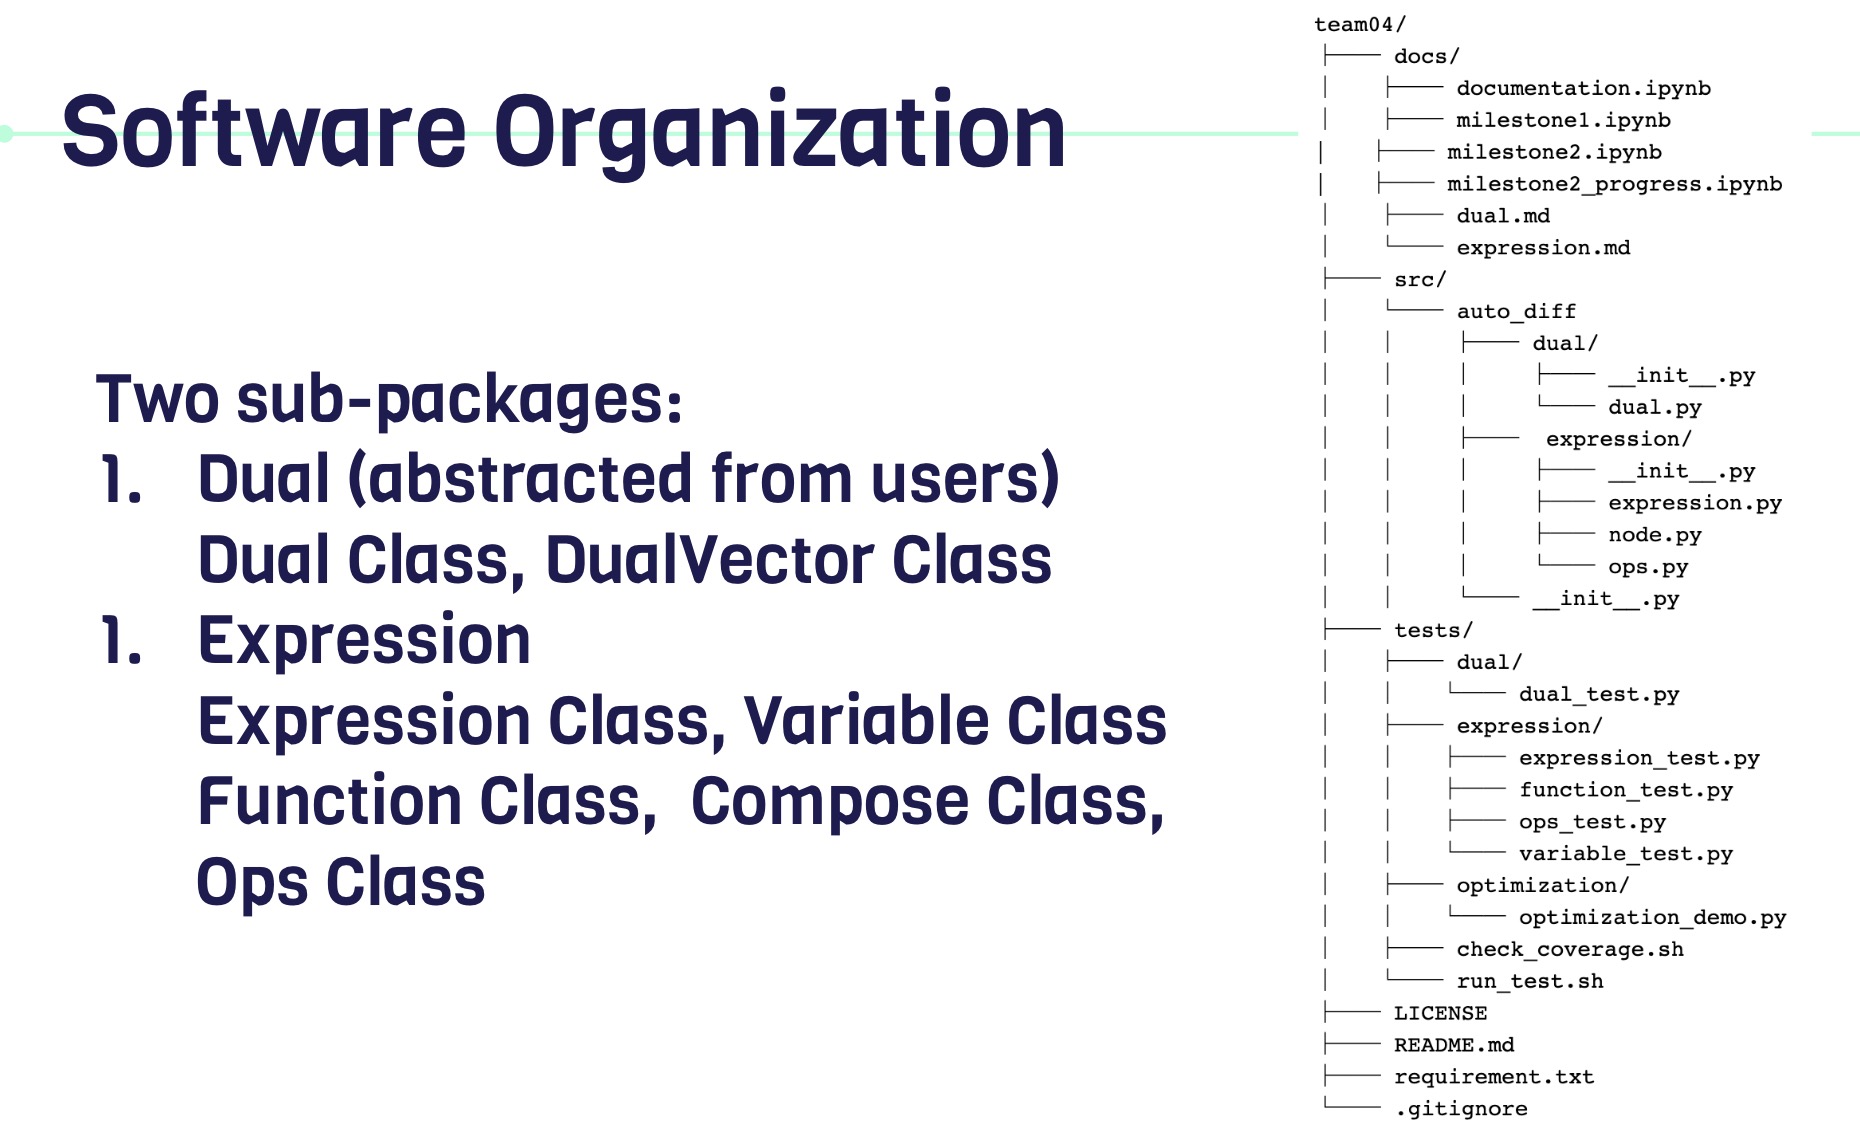 Software Organization
Two sub-packages:
1. Dual (abstracted from users)
Dual Class, DualVector Class
1. Expression
Expression Class, Variable Class
Function Class,  Compose Class,
Ops Class
team04/
├── docs/
│   ├── documentation.ipynb
│   ├── milestone1.ipynb
│   ├── milestone2.ipynb
│   ├── milestone2_progress.ipynb
│   ├── dual.md
│   └── expression.md
├── src/
│   └── auto_diff
│   │   ├── dual/
│   │   │   ├── __init__.py
│   │   │   └── dual.py
│   │   ├── expression/
│   │   │   ├── __init__.py
│   │   │   ├── expression.py
│   │   │   ├── node.py
│   │   │   └── ops.py
│   │   └── __init__.py
├── tests/
│   ├── dual/
│   │   └── dual_test.py
│   ├── expression/
│   │   ├── expression_test.py
│   │   ├── function_test.py
│   │   ├── ops_test.py
│   │   └── variable_test.py
│   ├── optimization/
│   │   └── optimization_demo.py
│   ├── check_coverage.sh
│   └── run_test.sh
├── LICENSE
├── README.md
├── requirement.txt
└── .gitignore